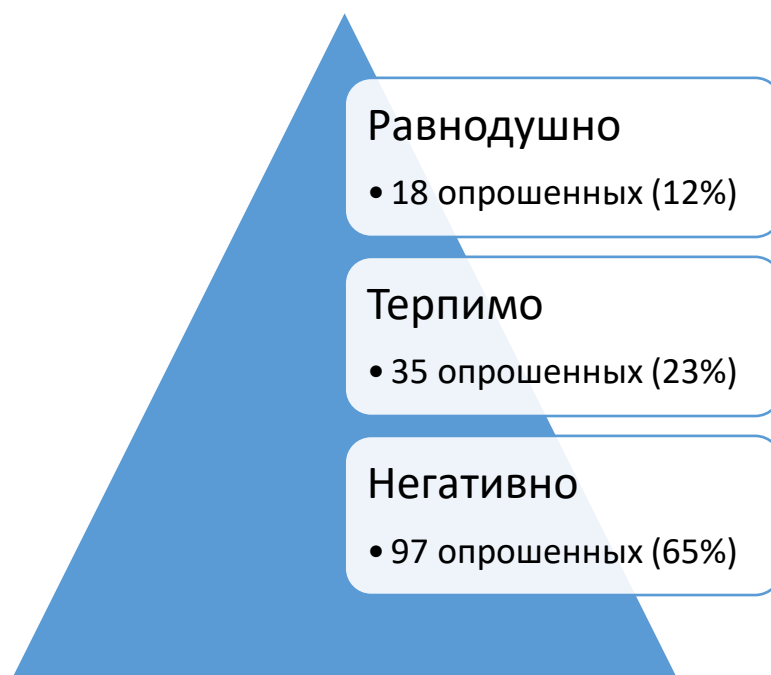 Равнодушно
• 18 опрошенных (12%)
Терпимо
• 35 опрошенных (23%)
Негативно
• 97 опрошенных (65%)